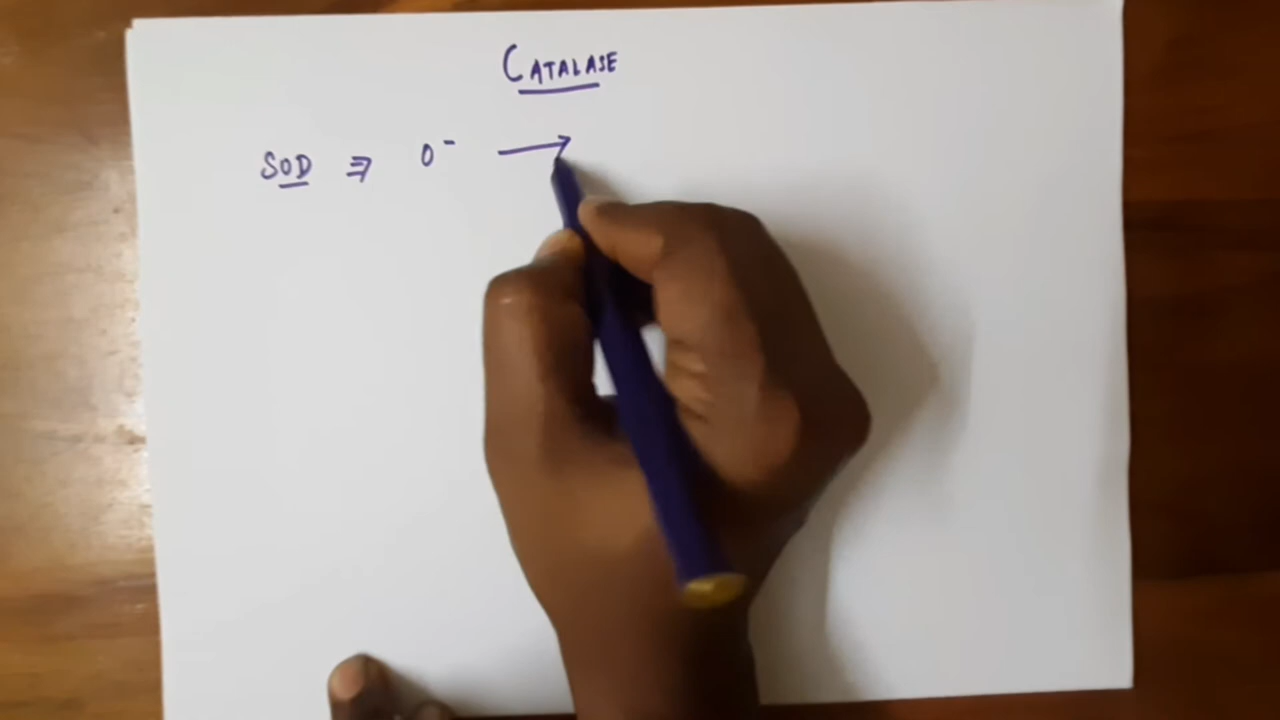 CATALASE
SOD ⇒ O⁻ →